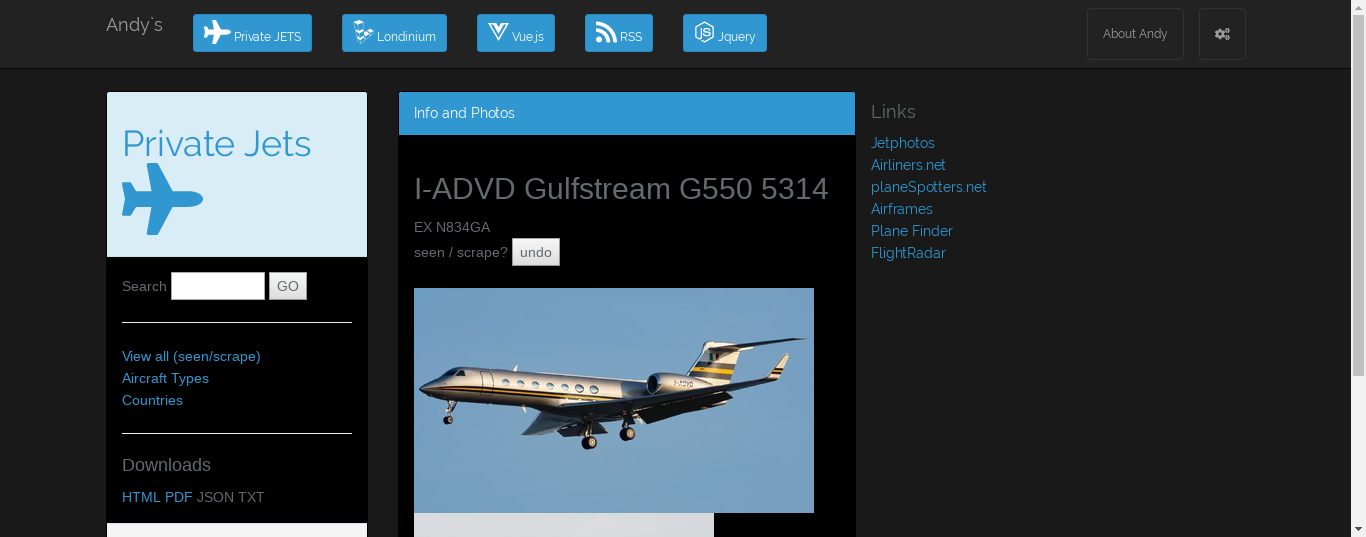 Andy`s
Private JETS
Londinium
Vue.js
RSS
Jquery
About Andy
Private Jets
Search GO
View all (seen/scrape)
Aircraft Types
Countries
Downloads
HTML PDF JSON TXT
Info and Photos
I-ADVD Gulfstream G550 5314
EX N834GA
seen / scrape? undo
I-ADVD
Links
Jetphotos
Airliners.net
planeSpotters.net
Airframes
Plane Finder
FlightRadar